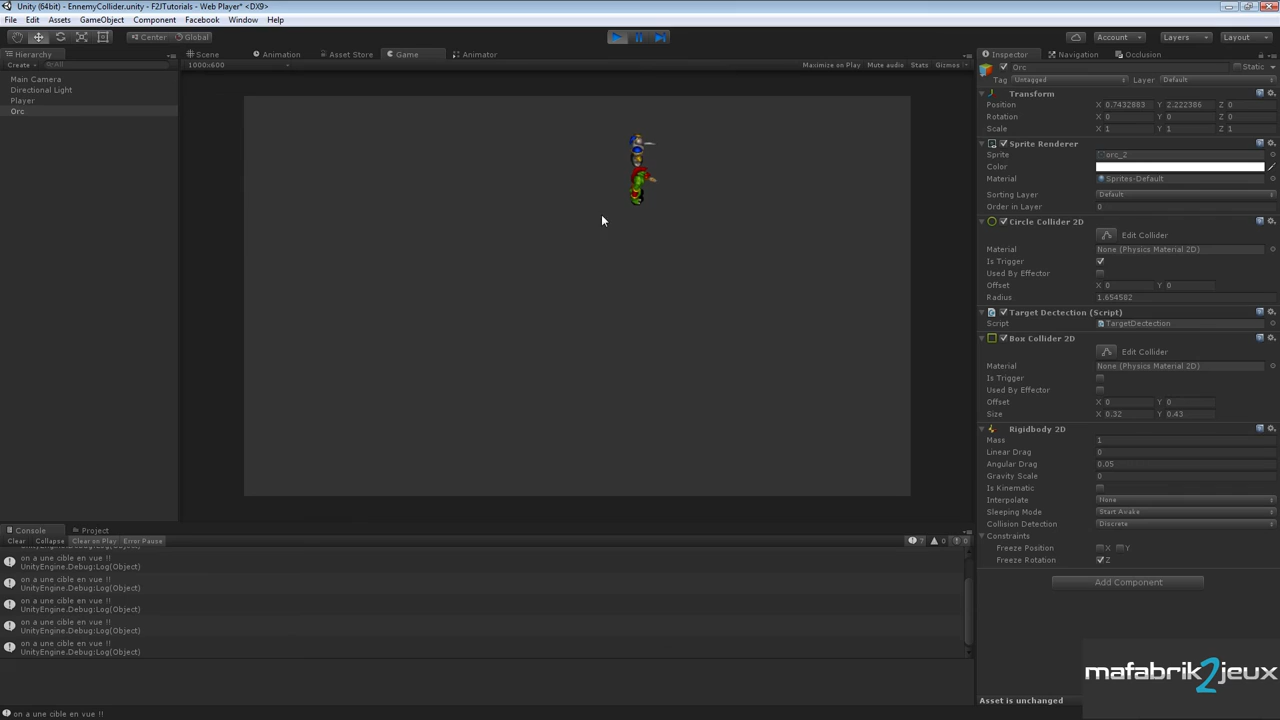 Unity (64bit) - EnnemyCollider.unity - F2JTutorials - Web Player* <DX9>
File Edit Assets GameObject Component Facebook Window Help
Center Global Account Layers Layout
Hierarchy Scene Animation Asset Store Game Animator Inspector Navigation Occlusion
Create All 1000x600 Maximize on Play Mute audio Stats Gizmos
Orc Static
Tag Untagged Layer Default
Main Camera
Directional Light
Player
Orc
Transform
Position X 0.7432883 Y 2.222386 Z 0
Rotation X 0 Y 0 Z 0
Scale X 1 Y 1 Z 1
Sprite Renderer
Sprite orc_2
Color
Material Sprites-Default
Sorting Layer Default
Order in Layer 0
Circle Collider 2D
Edit Collider
Material None (Physics Material 2D)
Is Trigger
Used By Effector
Offset X 0 Y 0
Radius 1.654582
Target Dectection (Script)
Script TargetDectection
Box Collider 2D
Edit Collider
Material None (Physics Material 2D)
Is Trigger
Used By Effector
Offset X 0 Y 0
Size X 0.32 Y 0.43
Rigidbody 2D
Mass 1
Linear Drag 0
Angular Drag 0.05
Gravity Scale 0
Is Kinematic
Interpolate None
Sleeping Mode Start Awake
Collision Detection Discrete
Constraints
Freeze Position X Y
Freeze Rotation Z
Add Component
Console Project
Clear Collapse Clear on Play Error Pause 7 0 0
UnityEngine.Debug:Log(Object)
on a une cible en vue !!
UnityEngine.Debug:Log(Object)
on a une cible en vue !!
UnityEngine.Debug:Log(Object)
on a une cible en vue !!
UnityEngine.Debug:Log(Object)
on a une cible en vue !!
UnityEngine.Debug:Log(Object)
on a une cible en vue !!
UnityEngine.Debug:Log(Object)
mafabrik2jeux
Asset is unchanged
on a une cible en vue !!